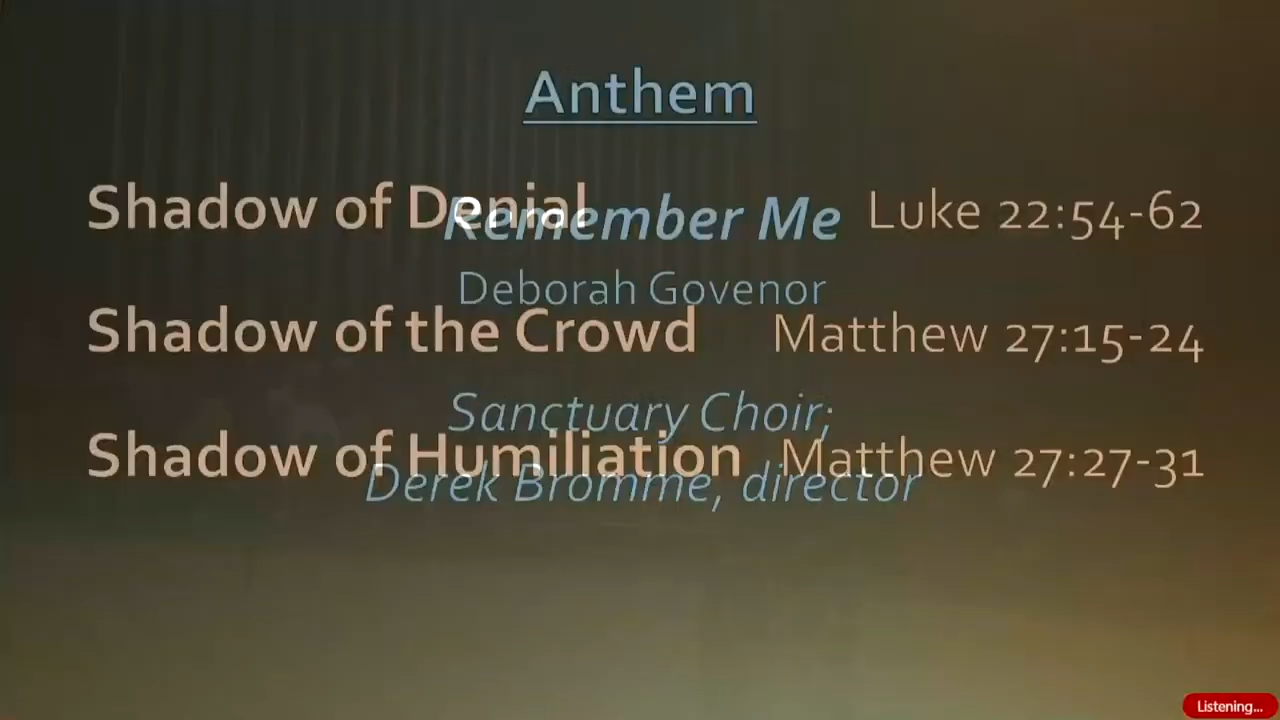 Anthem
Shadow of Denial Luke 22:54-62
Remember Me
Deborah Govenor
Shadow of the Crowd Matthew 27:15-24
Sanctuary Choir;
Shadow of Humiliation Matthew 27:27-31
Derek Bromme, director
Listening...